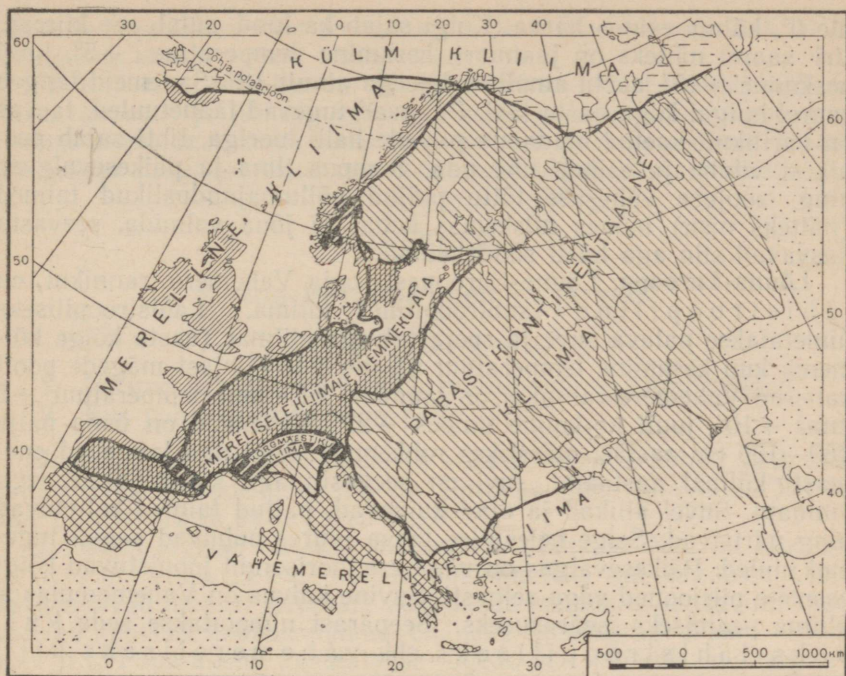 30 20 10 0 10 20 30 40
60
Põhja-polaarjoon
KÜLM KLIIMA
MERELINE KLIIMA
60
50
MERELISELE KLIIMALE ÜLEMINEKU-ALA
PARAS-KONTINENTAALNE KLIIMA
50
KÕRGMÄESTIK.
KLIIMA
40
40
VAHEMERELINE KLIIMA
0 10 20 30
500 0 500 1000 KM